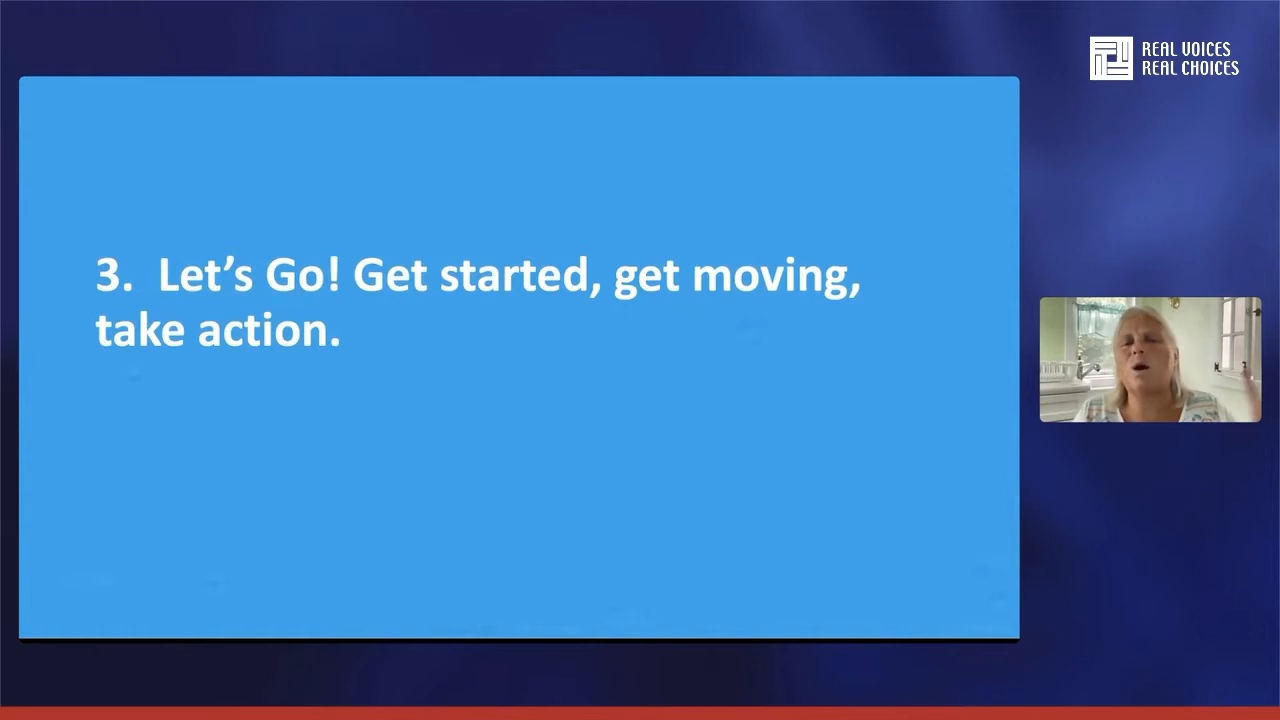 REAL VOICES
REAL CHOICES
3.  Let’s Go! Get started, get moving,
take action.